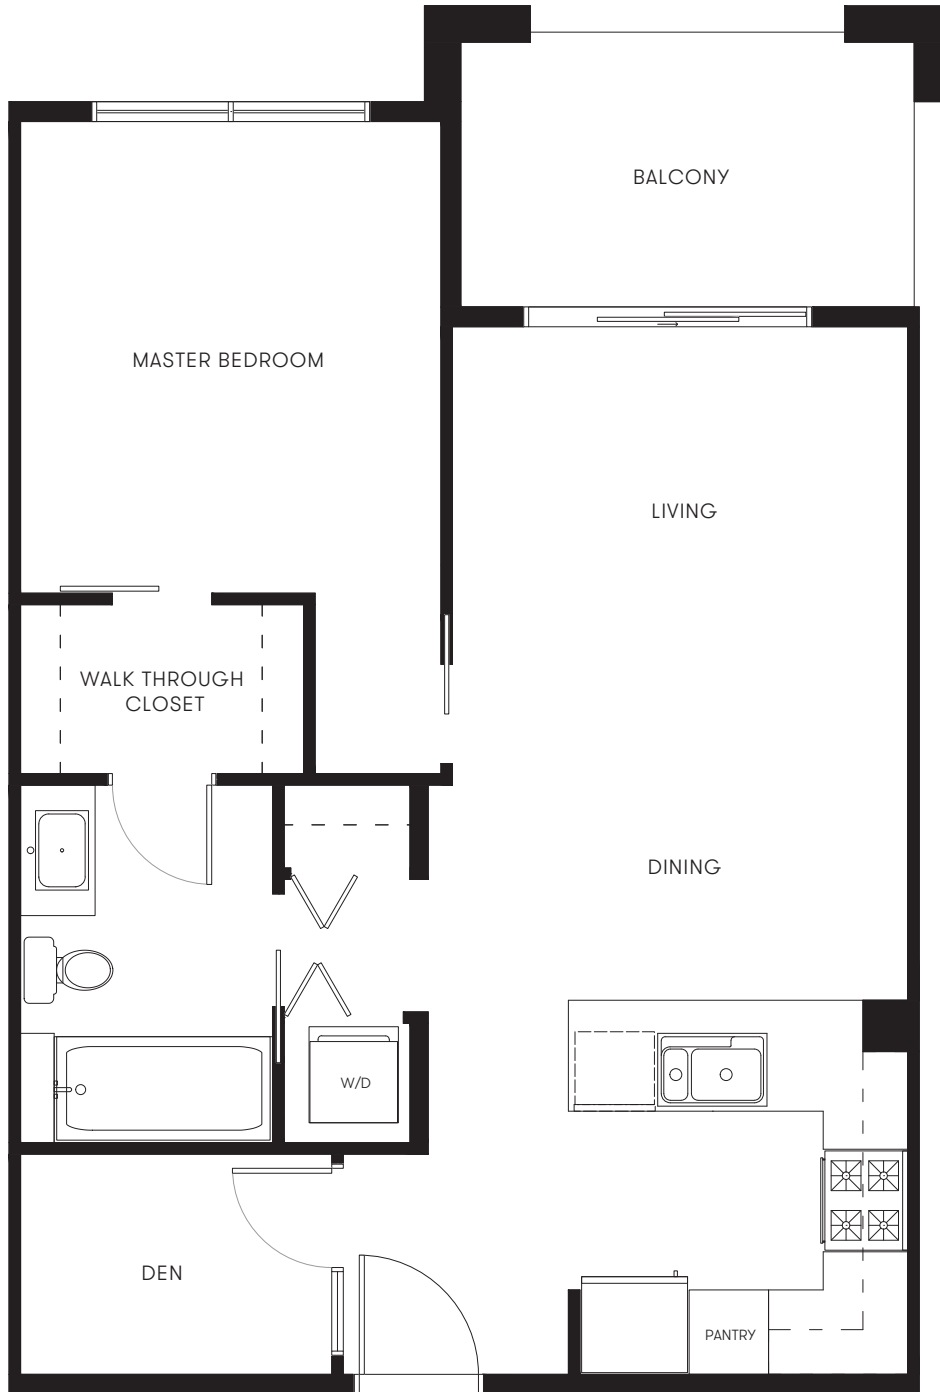 BALCONY
MASTER BEDROOM
LIVING
WALK THROUGH
CLOSET
DINING
W/D
DEN
PANTRY